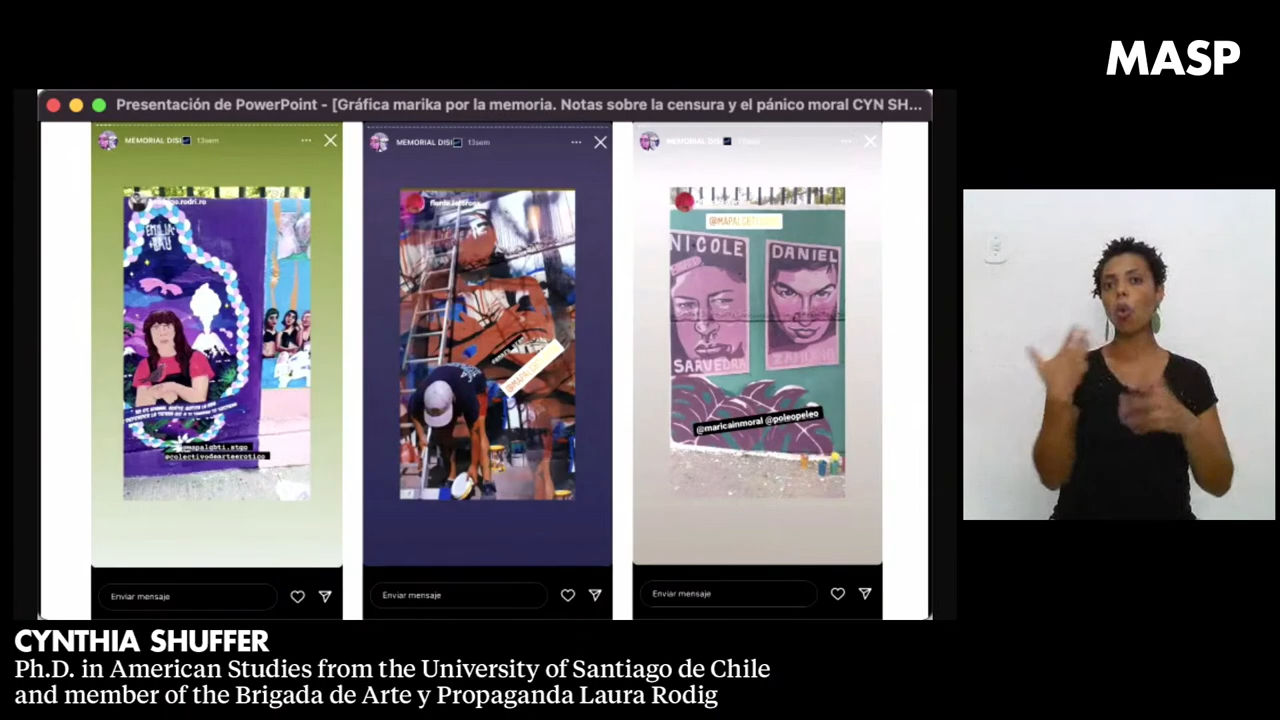 MASP
Presentación de PowerPoint - [Gráfica marika por la memoria. Notas sobre la censura y el pánico moral CYN SH...
MEMORIAL DISI 13sem
EMILIA
BAU
@mapalgbti.stgo
@colectivodearteerotico
Enviar mensaje
MEMORIAL DISI 13sem
Enviar mensaje
MEMORIAL DIS
NICOLE
SAAVEDRA
DANIEL
ZAMUDIO
@maricainmoral @poleopeleo
Enviar mensaje
CYNTHIA SHUFFER
Ph.D. in American Studies from the University of Santiago de Chile
and member of the Brigada de Arte y Propaganda Laura Rodig